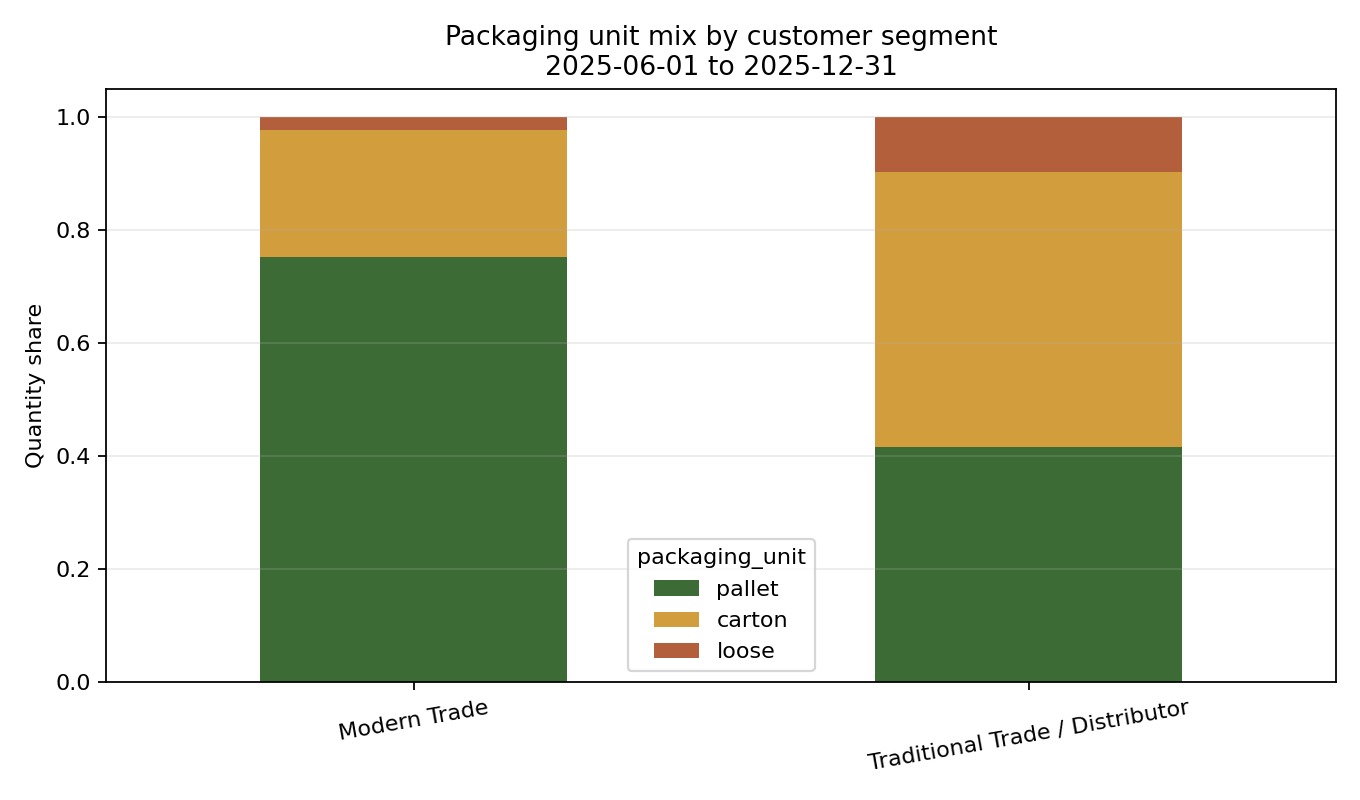 Packaging unit mix by customer segment
2025-06-01 to 2025-12-31
Quantity share
1.0
0.8
0.6
0.4
0.2
0.0
packaging_unit
pallet
carton
loose
Modern Trade
Traditional Trade / Distributor